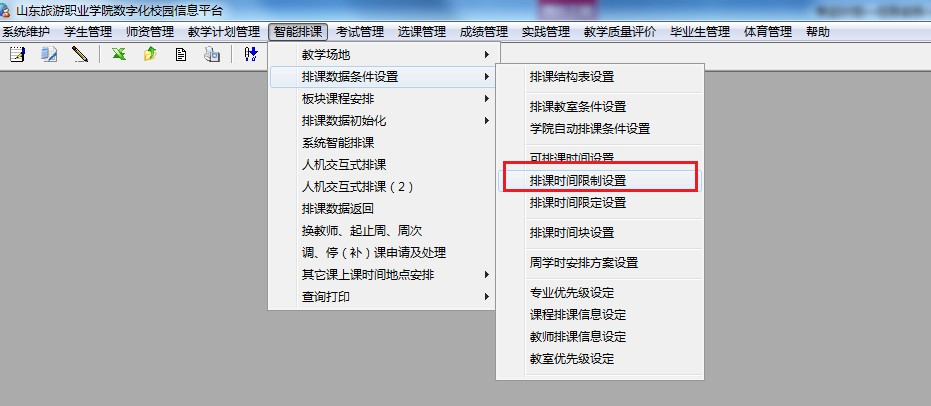 山东旅游职业学院数字化校园信息平台
系统维护 学生管理 师资管理 教学计划管理 智能排课 考试管理 选课管理 成绩管理 实践管理 教学质量评价 毕业生管理 体育管理 帮助
教学场地
排课数据条件设置
板块课程安排
排课数据初始化
系统智能排课
人机交互式排课
人机交互式排课（2）
排课数据返回
换教师、起止周、周次
调、停（补）课申请及处理
其它课上课时间地点安排
查询打印
排课结构表设置
排课教室条件设置
学院自动排课条件设置
可排课时间设置
排课时间限制设置
排课时间限定设置
排课时间块设置
周学时安排方案设置
专业优先级设定
课程排课信息设定
教师排课信息设定
教室优先级设定